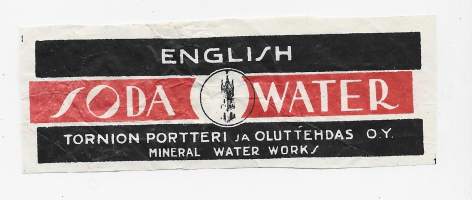 ENGLISH
SODA WATER
TORNION PORTTERI JA OLUTTEHDAS O.Y.
MINERAL WATER WORKS